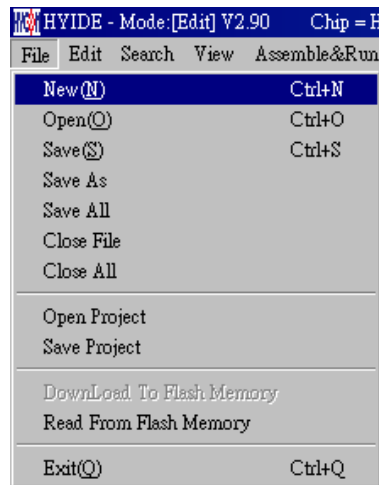 HYIDE - Mode:[Edit] V2.90 Chip = H
File Edit Search View Assemble&Run
New(N) Ctrl+N
Open(O) Ctrl+O
Save(S) Ctrl+S
Save As
Save All
Close File
Close All
Open Project
Save Project
DownLoad To Flash Memory
Read From Flash Memory
Exit(Q) Ctrl+Q